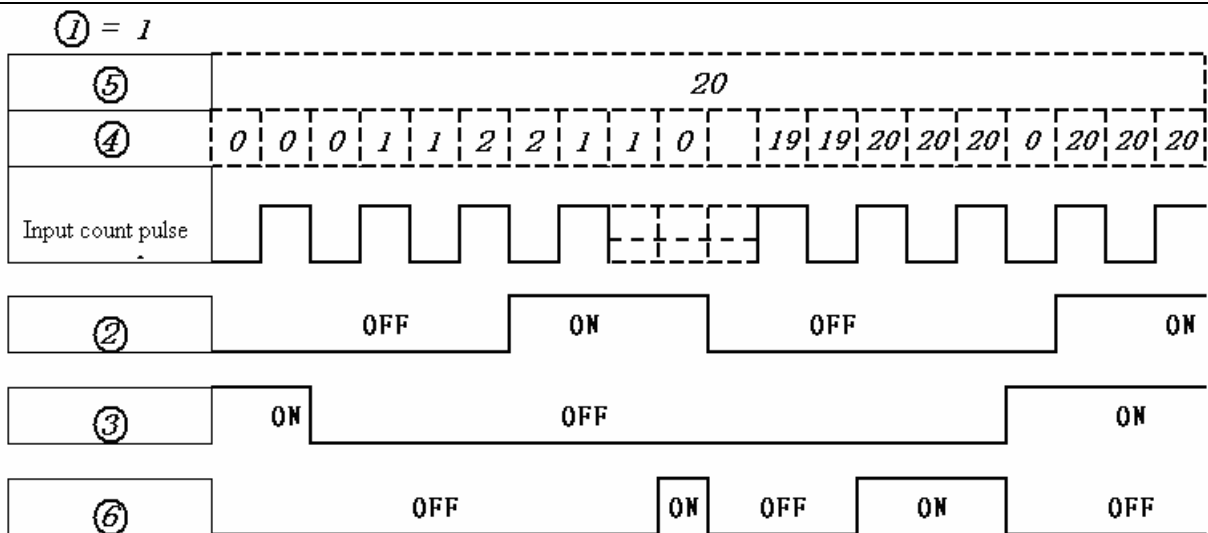 ① = 1
⑤ 20
④ 0 0 0 1 1 2 2 1 1 0 19 19 20 20 20 0 20 20 20
Input count pulse
② OFF ON OFF ON
③ ON OFF ON
⑥ OFF ON OFF ON OFF